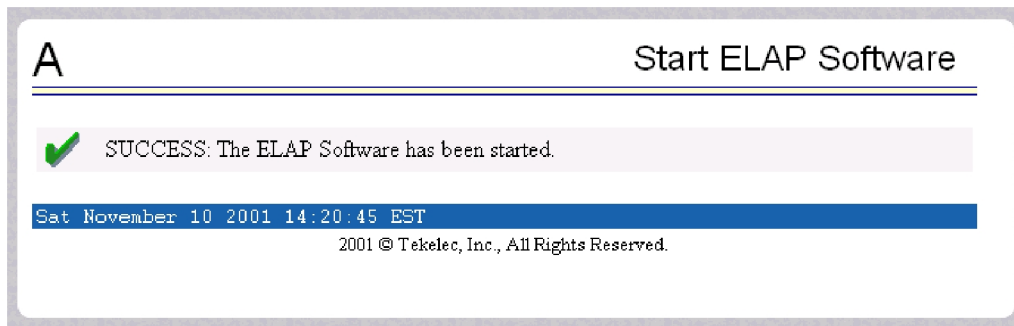 A
Start ELAP Software
SUCCESS: The ELAP Software has been started.
Sat November 10 2001 14:20:45 EST
2001 © Tekelec, Inc., All Rights Reserved.